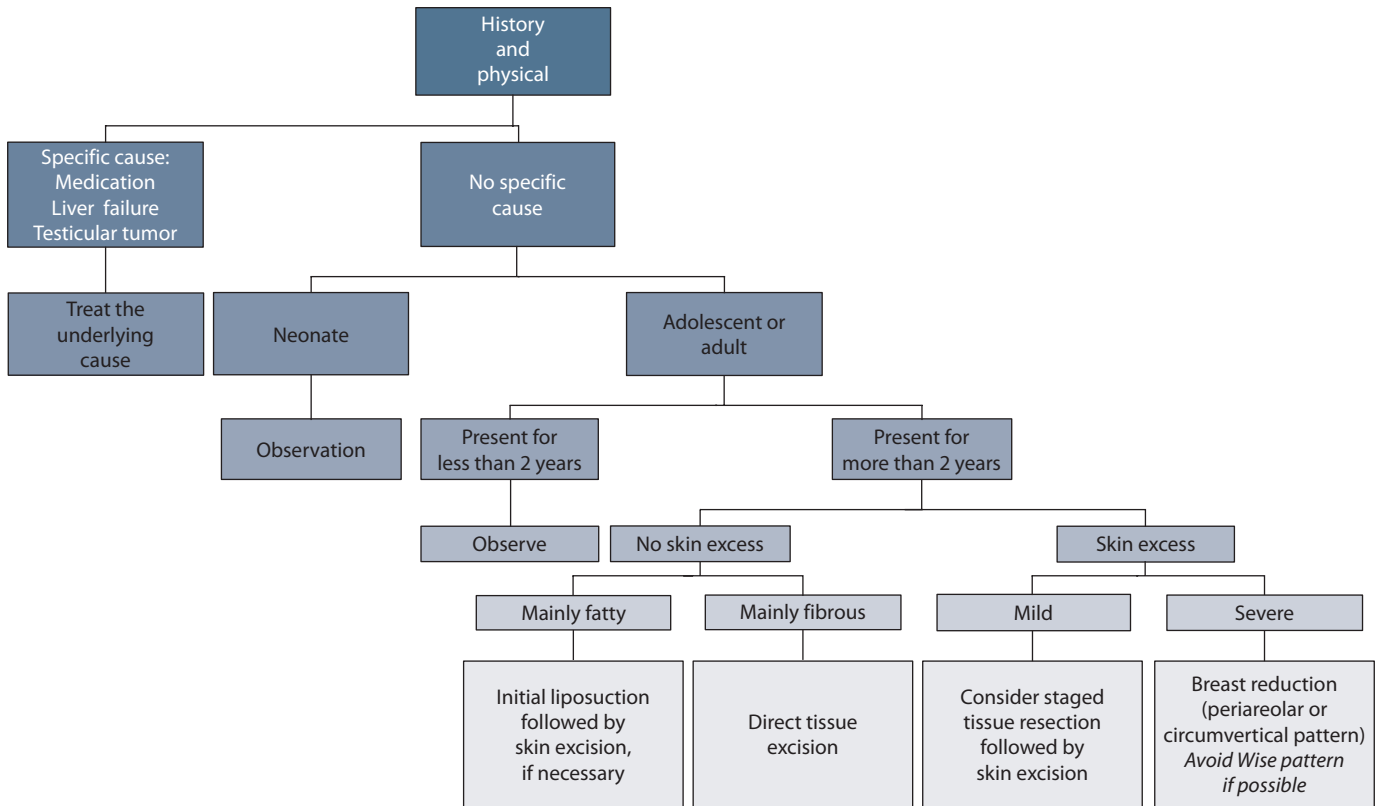 History
and
physical
Specific cause:
Medication
Liver failure
Testicular tumor
No specific
cause
Treat the
underlying
cause
Neonate
Adolescent or
adult
Observation
Present for
less than 2 years
Present for
more than 2 years
Observe
No skin excess
Skin excess
Mainly fatty
Mainly fibrous
Mild
Severe
Initial liposuction
followed by
skin excision,
if necessary
Direct tissue
excision
Consider staged
tissue resection
followed by
skin excision
Breast reduction
(periareolar or
circumvertical pattern)
Avoid Wise pattern
if possible